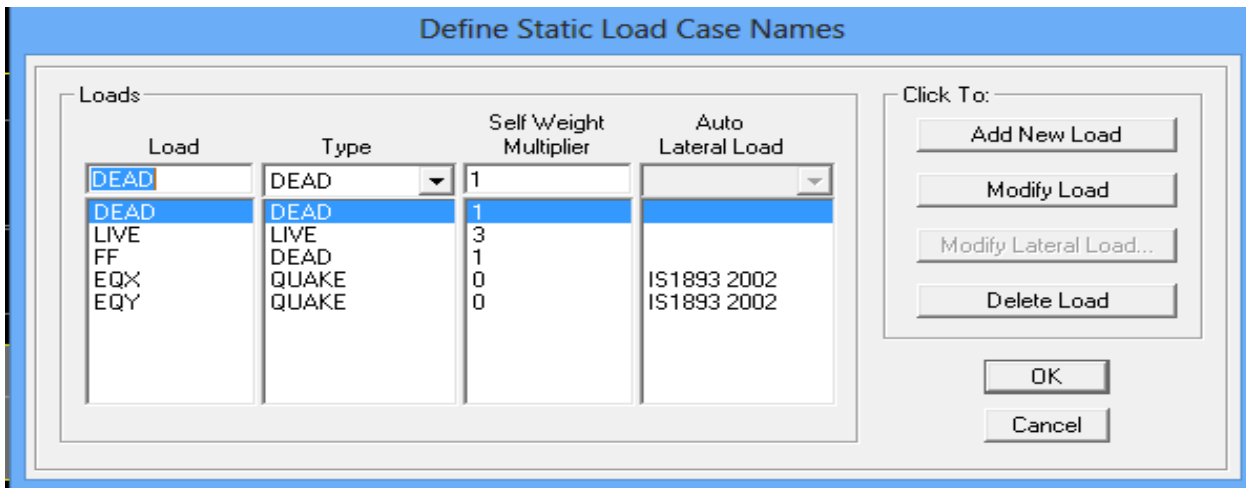 Define Static Load Case Names
Loads
Click To:
Load Type Self Weight Multiplier Auto Lateral Load
DEAD DEAD 1
DEAD DEAD 1
LIVE LIVE 3
FF DEAD 1
EQX QUAKE 0 IS1893 2002
EQY QUAKE 0 IS1893 2002
Add New Load
Modify Load
Modify Lateral Load...
Delete Load
OK
Cancel